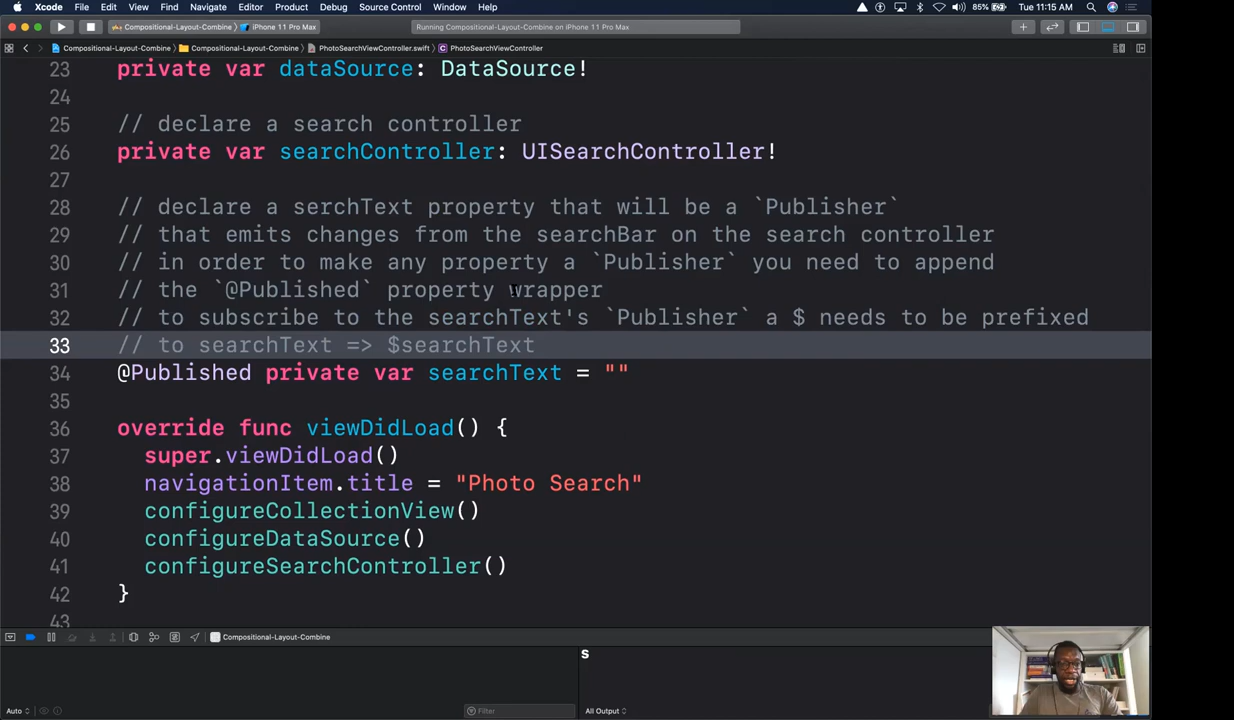 Xcode File Edit View Find Navigate Editor Product Debug Source Control Window Help 85% Tue 11:15 AM
Compositional-Layout-Combine iPhone 11 Pro Max Running Compositional-Layout-Combine on iPhone 11 Pro Max
Compositional-Layout-Combine Compositional-Layout-Combine PhotoSearchViewController.swift PhotoSearchViewController
23 private var dataSource: DataSource!
24
25 // declare a search controller
26 private var searchController: UISearchController!
27
28 // declare a serchText property that will be a `Publisher`
29 // that emits changes from the searchBar on the search controller
30 // in order to make any property a `Publisher` you need to append
31 // the `@Published` property wrapper
32 // to subscribe to the searchText's `Publisher` a $ needs to be prefixed
33 // to searchText => $searchText
34 @Published private var searchText = ""
35
36 override func viewDidLoad() {
37 super.viewDidLoad()
38 navigationItem.title = "Photo Search"
39 configureCollectionView()
40 configureDataSource()
41 configureSearchController()
42 }
43
Compositional-Layout-Combine
s
Auto Filter All Output